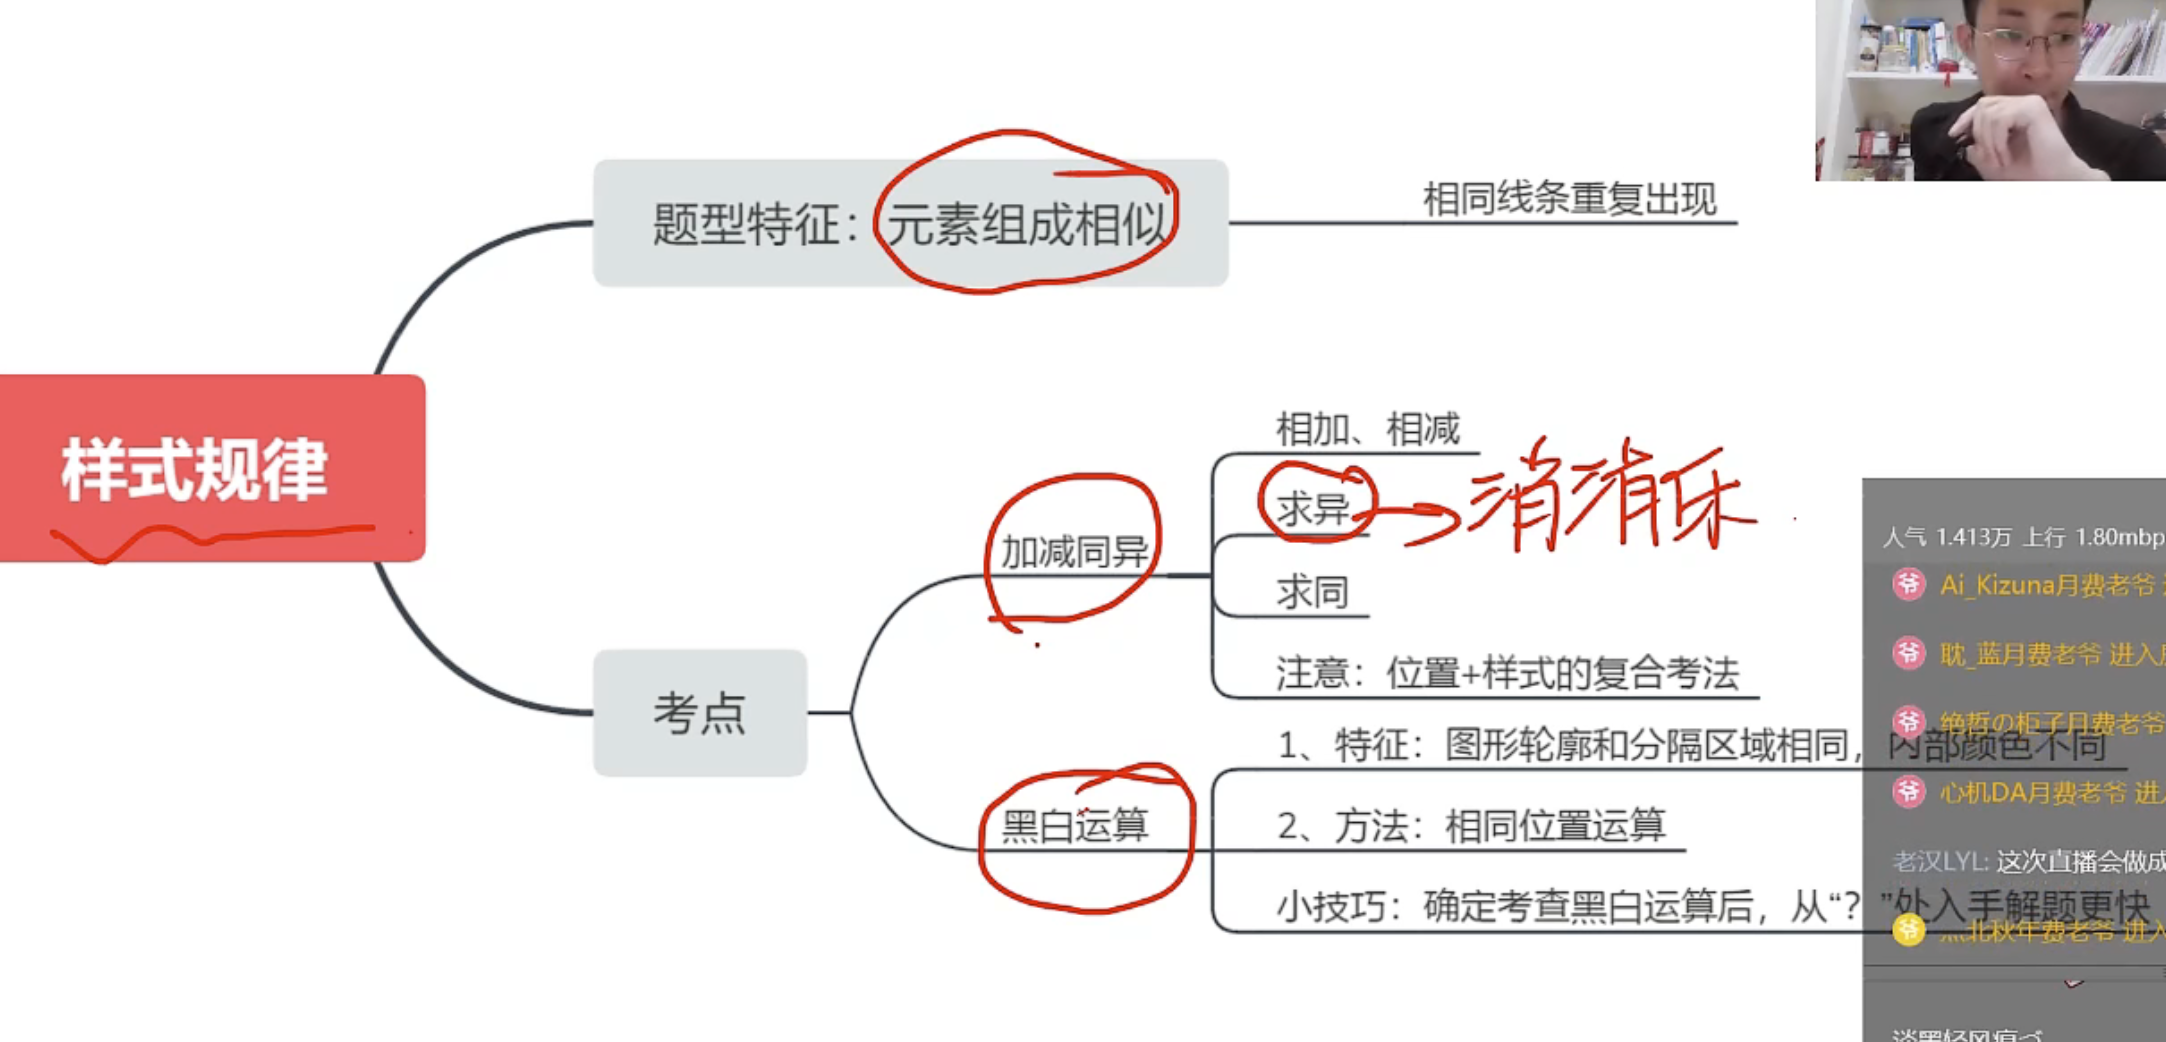 题型特征：元素组成相似
相同线条重复出现
样式规律
相加、相减
求异
消消乐
加减同异
求同
注意：位置+样式的复合考法
考点
1、特征：图形轮廓和分隔区域相同，内部颜色不同
黑白运算
2、方法：相同位置运算
小技巧：确定考查黑白运算后，从“？”处入手解题更快
人气 1.413万 上行 1.80mbp
爷 Ai_Kizuna月费老爷
爷 耽_蓝月费老爷 进入
爷 绝哲の柜子月费老爷
爷 心机DA月费老爷 进
老汉LYL: 这次直播会做成
爷 北秋年费老爷 进入